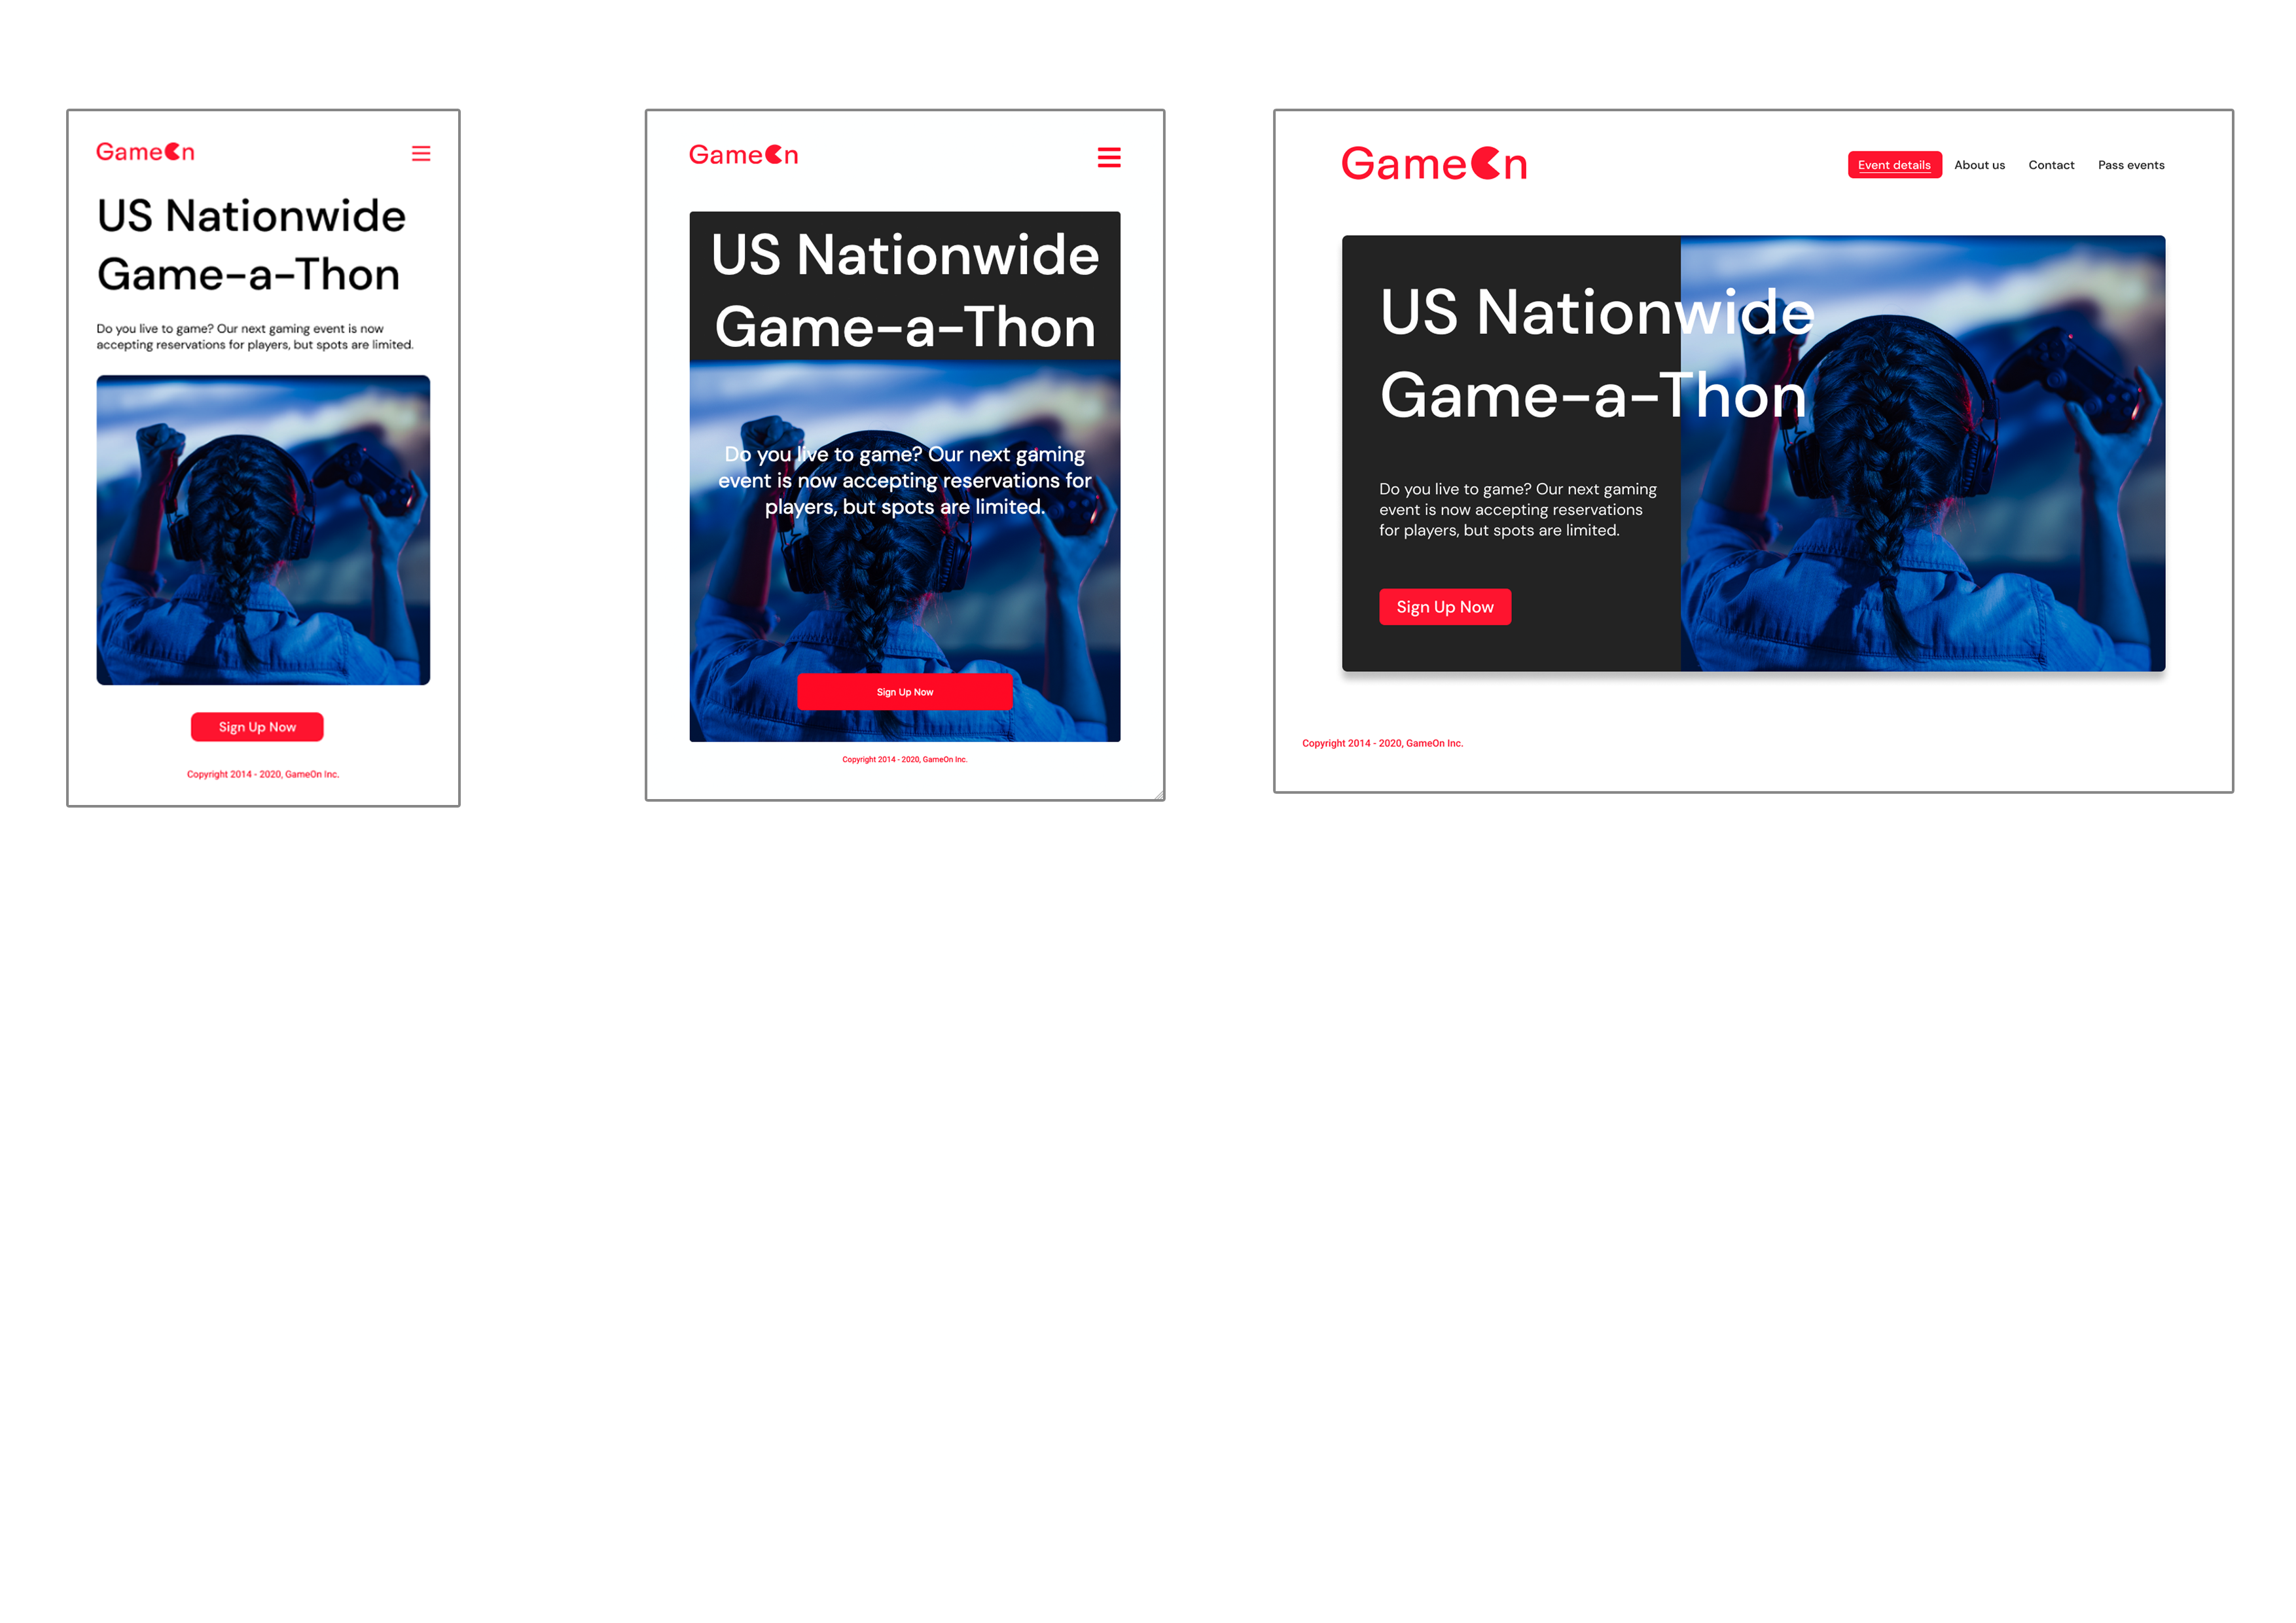 GameOn
US Nationwide
Game-a-Thon
Do you live to game? Our next gaming event is now
accepting reservations for players, but spots are limited.
Sign Up Now
Copyright 2014 - 2020, GameOn Inc.
GameOn
US Nationwide
Game-a-Thon
Do you live to game? Our next gaming
event is now accepting reservations for
players, but spots are limited.
Sign Up Now
Copyright 2014 - 2020, GameOn Inc.
GameOn
Event details About us Contact Pass events
US Nationwide
Game-a-Thon
Do you live to game? Our next gaming
event is now accepting reservations
for players, but spots are limited.
Sign Up Now
Copyright 2014 - 2020, GameOn Inc.